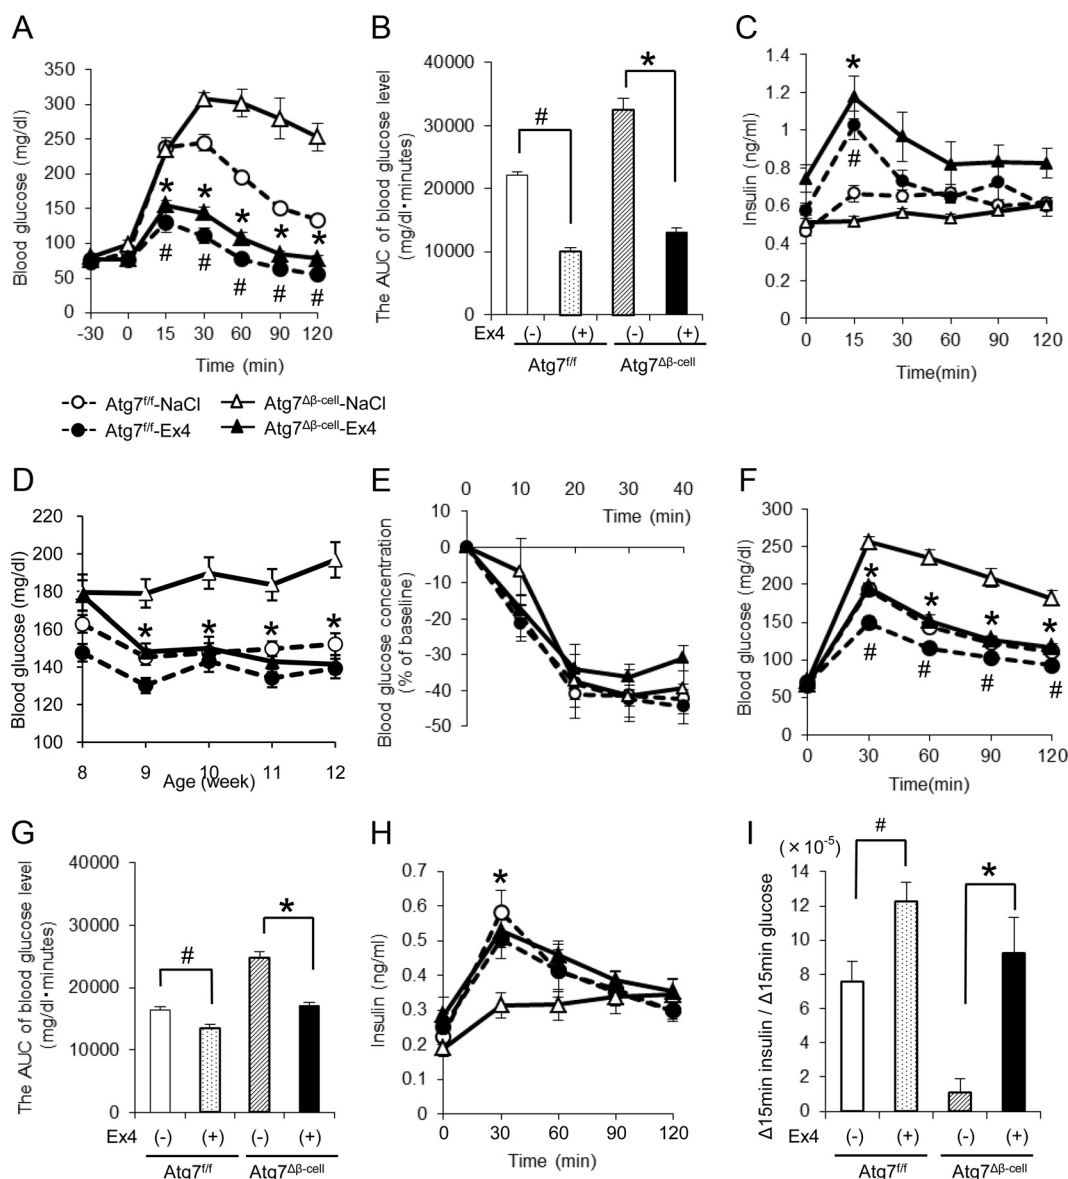 A
Blood glucose (mg/dl)
350
300
250
200
150
100
50
0
* * * * *
# # # # #
-30 0 15 30 60 90 120
Time (min)
B
The AUC of blood glucose level
(mg/dl・minutes)
40000
30000
20000
10000
0
# *
Ex4 (-) (+) (-) (+)
Atg7f/f Atg7Δβ-cell
C
Insulin (ng/ml)
1.4
1.2
1
0.8
0.6
0.4
0.2
0
*
#
0 15 30 60 90 120
Time(min)
Atg7f/f-NaCl Atg7Δβ-cell-NaCl
Atg7f/f-Ex4 Atg7Δβ-cell-Ex4
D
Blood glucose (mg/dl)
220
200
180
160
140
120
100
* * * *
8 9 10 11 12
Age (week)
E
0 10 20 30 40
Time (min)
Blood glucose concentration
(% of baseline)
10
0
-10
-20
-30
-40
-50
F
Blood glucose (mg/dl)
300
250
200
150
100
50
0
* * * *
# # # #
0 30 60 90 120
Time(min)
G
The AUC of blood glucose level
(mg/dl・minutes)
40000
30000
20000
10000
0
# *
Ex4 (-) (+) (-) (+)
Atg7f/f Atg7Δβ-cell
H
Insulin (ng/ml)
0.7
0.6
0.5
0.4
0.3
0.2
0.1
0
*
0 30 60 90 120
Time (min)
I
(×10-5)
Δ15min insulin / Δ15min glucose
14
12
10
8
6
4
2
0
# *
Ex4 (-) (+) (-) (+)
Atg7f/f Atg7Δβ-cell